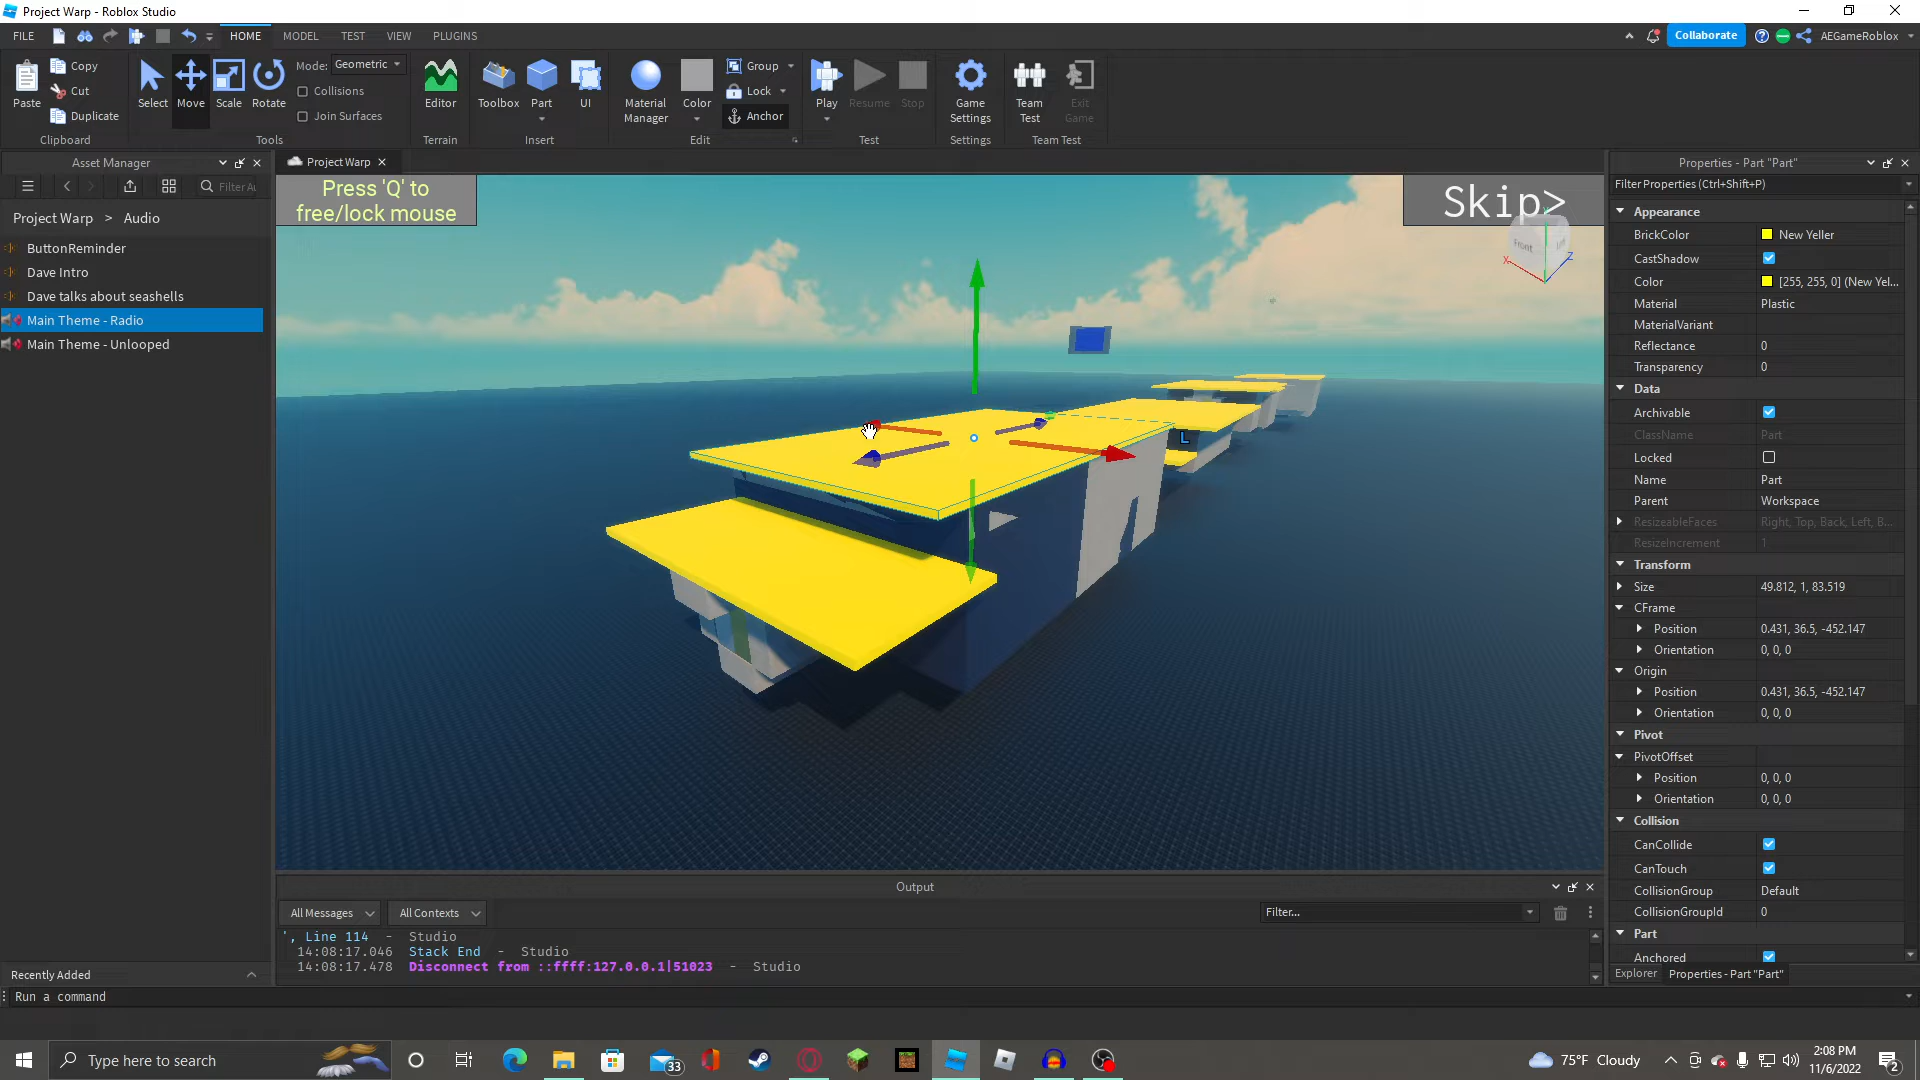 Project Warp - Roblox Studio
FILE
HOME
MODEL
TEST
VIEW
PLUGINS
Collaborate
AEGameRoblox
Paste
Copy
Cut
Duplicate
Clipboard
Select
Move
Scale
Rotate
Mode: Geometric
Collisions
Join Surfaces
Tools
Editor
Terrain
Toolbox
Part
UI
Insert
Material
Manager
Color
Group
Lock
Anchor
Edit
Play
Resume
Stop
Test
Game
Settings
Settings
Team
Test
Exit
Game
Team Test
Asset Manager
Filter Au
Project Warp > Audio
ButtonReminder
Dave Intro
Dave talks about seashells
Main Theme - Radio
Main Theme - Unlooped
Recently Added
Project Warp
Press 'Q' to
free/lock mouse
Skip>
Front
X
Y
Z
L
Properties - Part "Part"
Filter Properties (Ctrl+Shift+P)
Appearance
BrickColor New Yeller
CastShadow
Color [255, 255, 0] (New Yel...
Material Plastic
MaterialVariant
Reflectance 0
Transparency 0
Data
Archivable
ClassName Part
Locked
Name Part
Parent Workspace
ResizeableFaces Right, Top, Back, Left, B...
ResizeIncrement 1
Transform
Size 49.812, 1, 83.519
CFrame
Position 0.431, 36.5, -452.147
Orientation 0, 0, 0
Origin
Position 0.431, 36.5, -452.147
Orientation 0, 0, 0
Pivot
PivotOffset
Position 0, 0, 0
Orientation 0, 0, 0
Collision
CanCollide
CanTouch
CollisionGroup Default
CollisionGroupId 0
Part
Anchored
Explorer
Properties - Part "Part"
Output
All Messages
All Contexts
Filter...
', Line 114 - Studio
14:08:17.046 Stack End - Studio
14:08:17.478 Disconnect from ::ffff:127.0.0.1|51023 - Studio
Run a command
Type here to search
33
75°F Cloudy
2:08 PM
11/6/2022
2